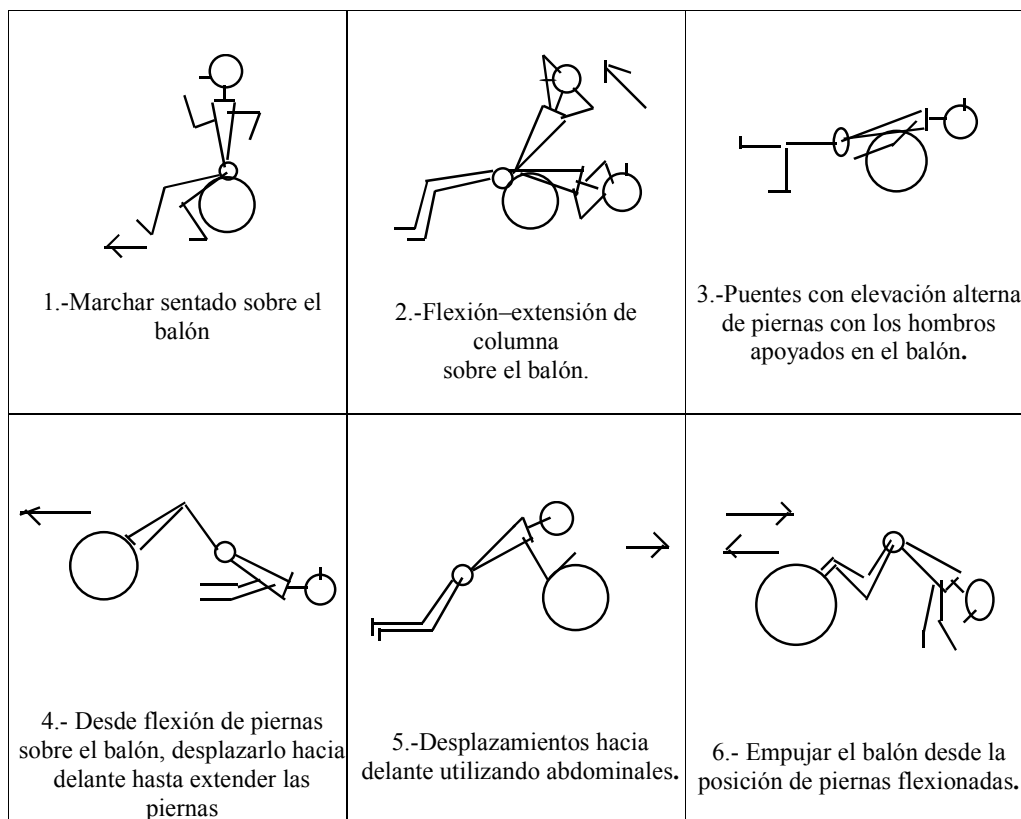 1.-Marchar sentado sobre el
balón
2.-Flexión–extensión de
columna
sobre el balón.
3.-Puentes con elevación alterna
de piernas con los hombros
apoyados en el balón.
4.- Desde flexión de piernas
sobre el balón, desplazarlo hacia
delante hasta extender las
piernas
5.-Desplazamientos hacia
delante utilizando abdominales.
6.- Empujar el balón desde la
posición de piernas flexionadas.